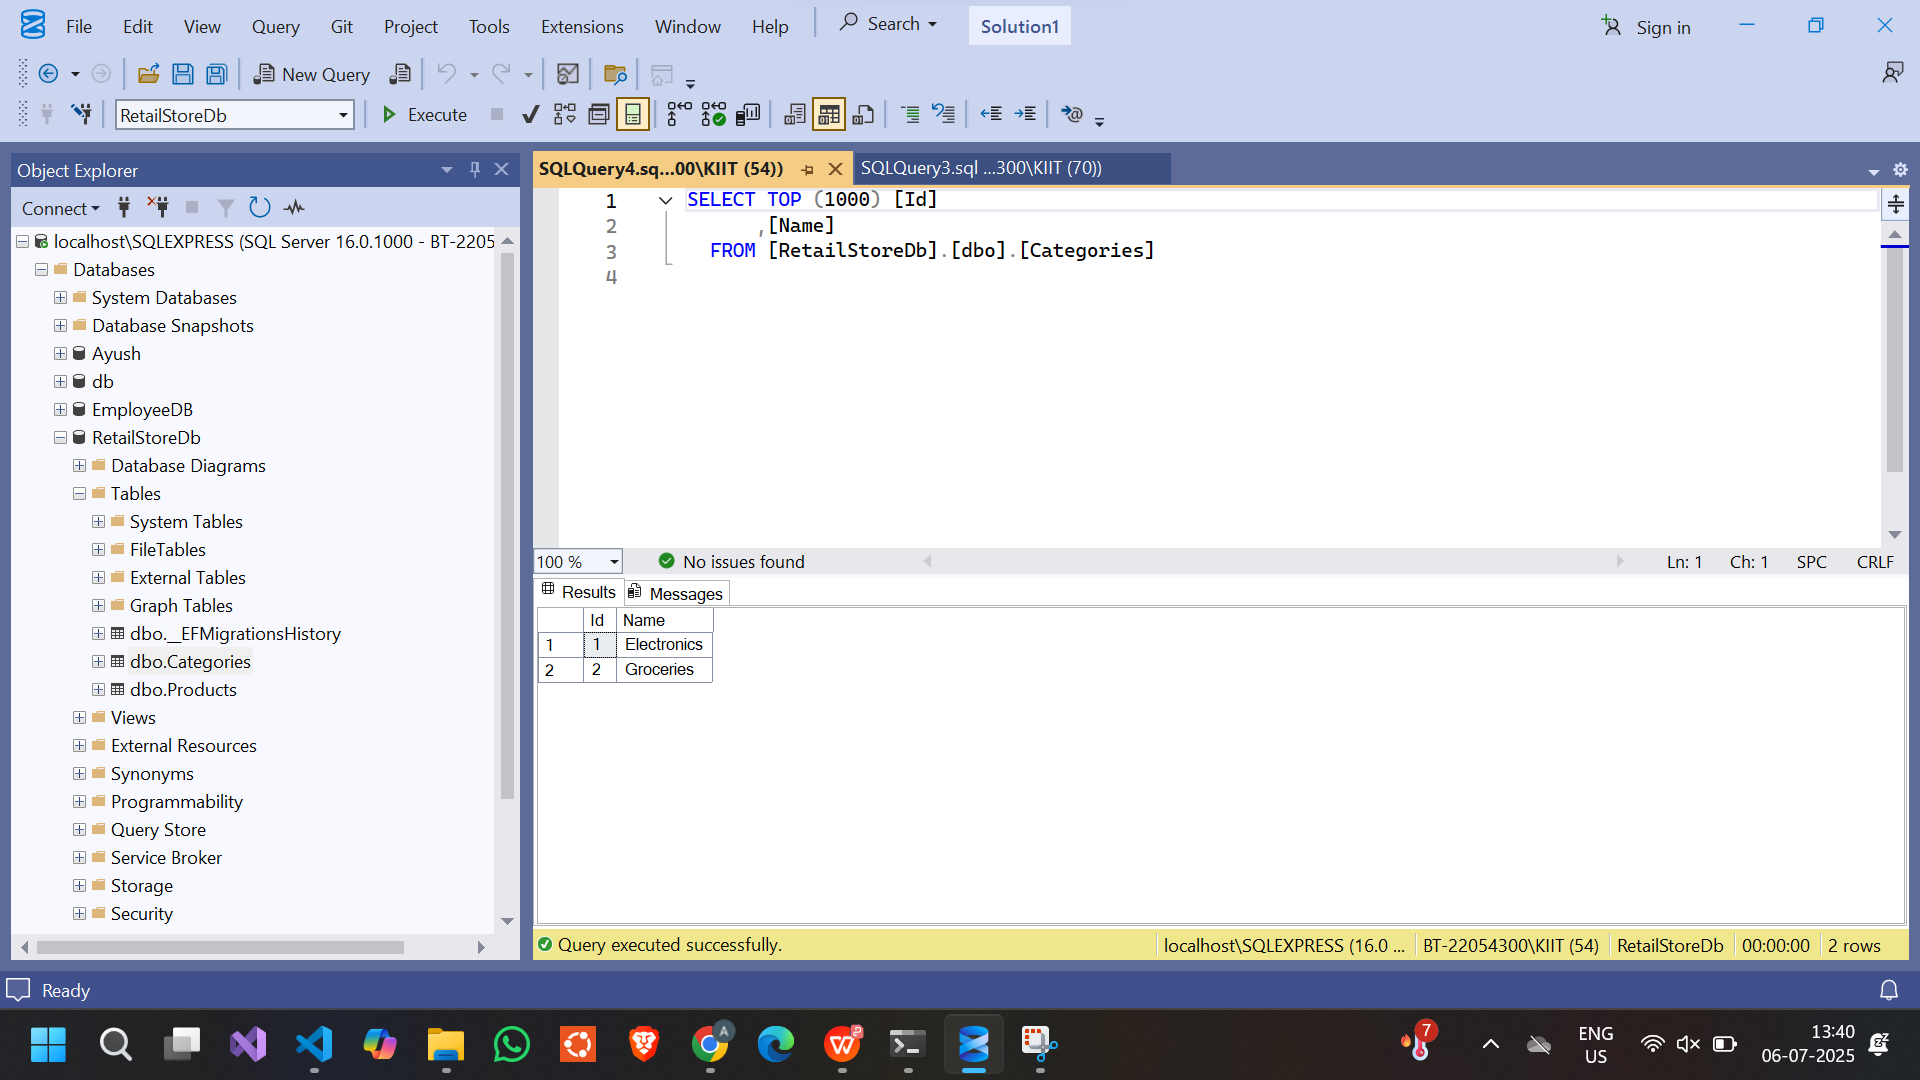 File Edit View Query Git Project Tools Extensions Window Help Search Solution1 Sign in
New Query
RetailStoreDb Execute
Object Explorer
Connect
localhost\SQLEXPRESS (SQL Server 16.0.1000 - BT-2205
Databases
System Databases
Database Snapshots
Ayush
db
EmployeeDB
RetailStoreDb
Database Diagrams
Tables
System Tables
FileTables
External Tables
Graph Tables
dbo.__EFMigrationsHistory
dbo.Categories
dbo.Products
Views
External Resources
Synonyms
Programmability
Query Store
Service Broker
Storage
Security
SQLQuery4.sq...00\KIIT (54)) SQLQuery3.sql ...300\KIIT (70))
1 SELECT TOP (1000) [Id]
2 ,[Name]
3 FROM [RetailStoreDb].[dbo].[Categories]
4
100 % No issues found Ln: 1 Ch: 1 SPC CRLF
Results Messages
Id Name
1 1 Electronics
2 2 Groceries
Query executed successfully. localhost\SQLEXPRESS (16.0 ... BT-22054300\KIIT (54) RetailStoreDb 00:00:00 2 rows
Ready
A
7
ENG
US
13:40
06-07-2025